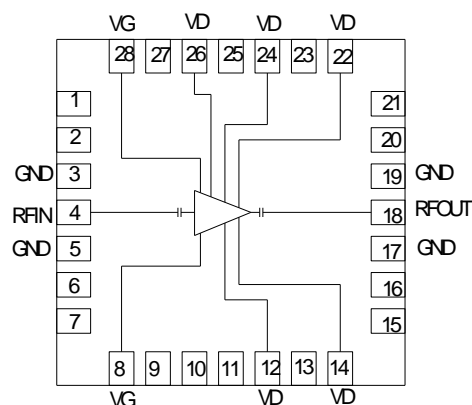 VG VD VD VD
28 27 26 25 24 23 22
1 21
2 20
GND 3 19 GND
RFIN 4 18 RFOUT
GND 5 17 GND
6 16
7 15
8 9 10 11 12 13 14
VG VD VD